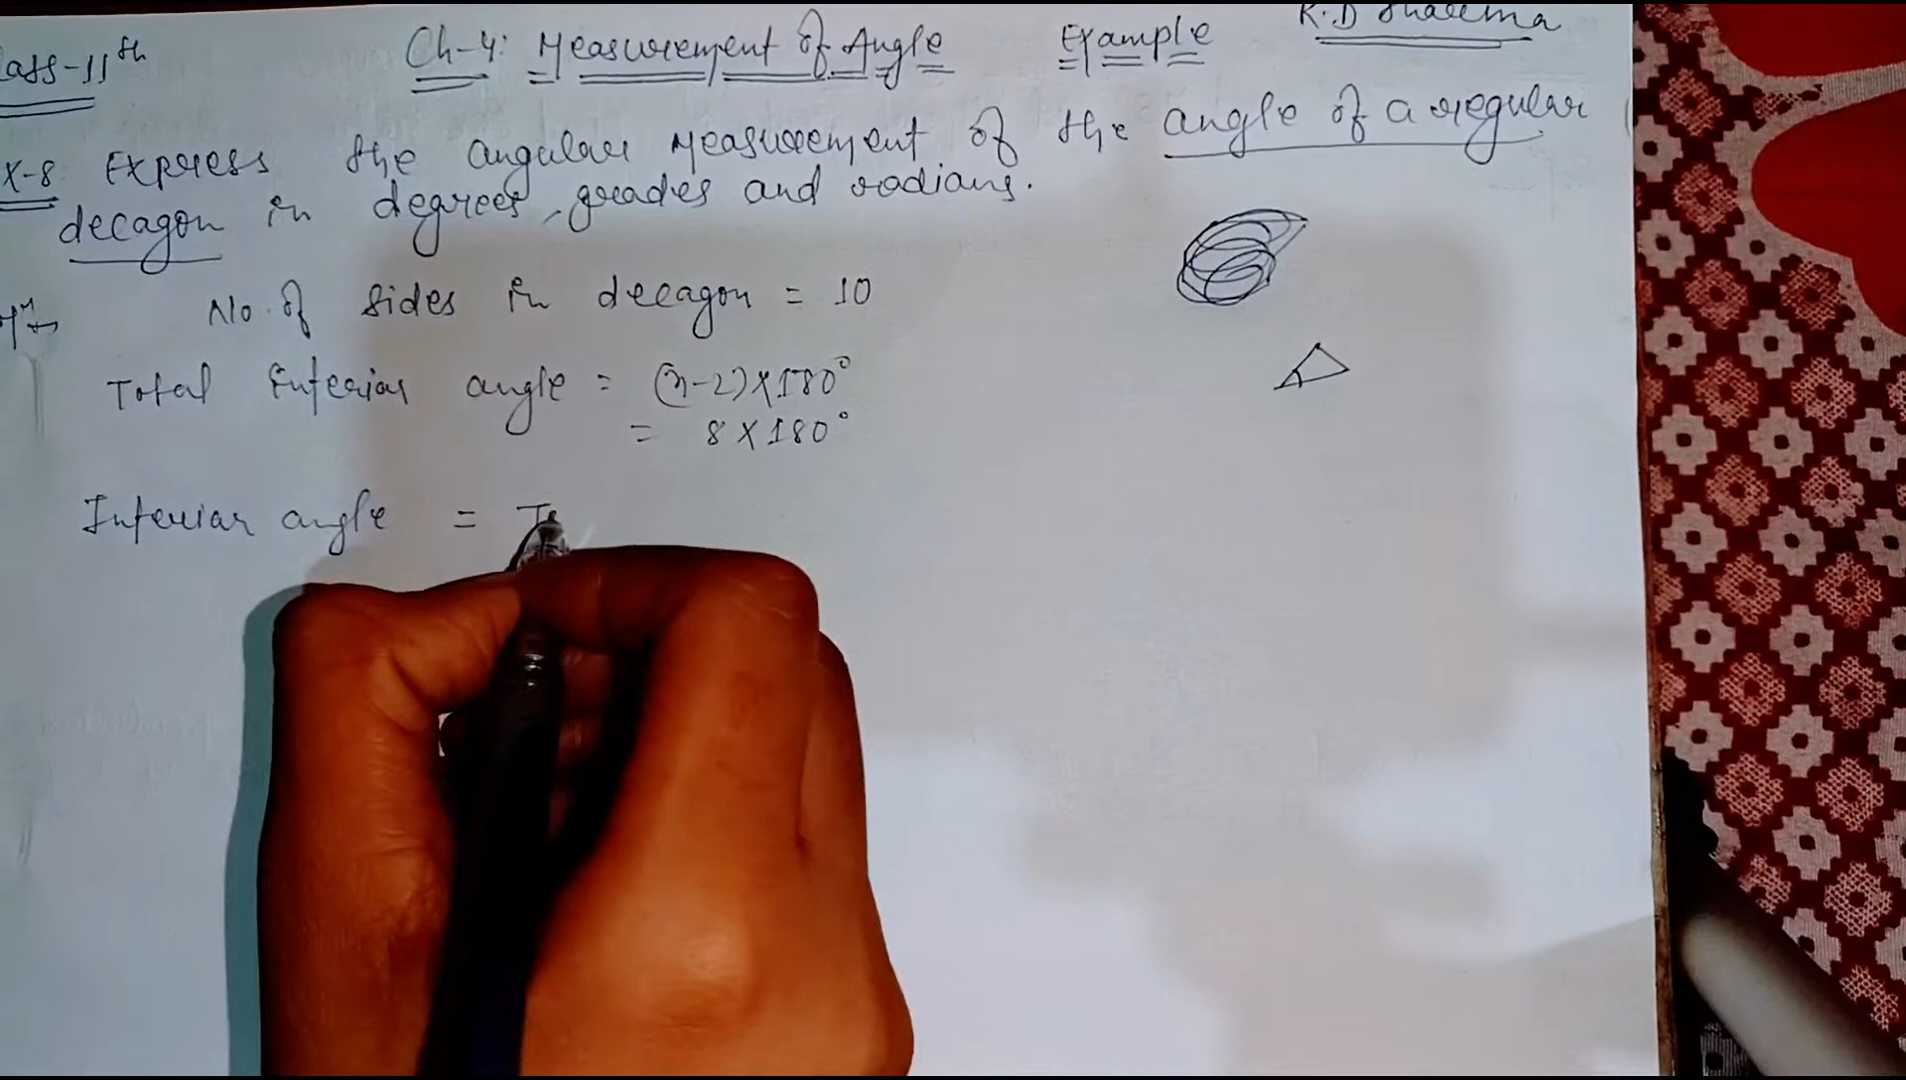 Class-11th Ch-4: Measurement of Angle Example R.D Sharma
Ex-8 Express the angular measurement of the angle of a regular
decagon in degrees, grades and radians.
No. of sides in decagon = 10
Total interior angle = (n-2)×180°
= 8×180°
Interior angle = To